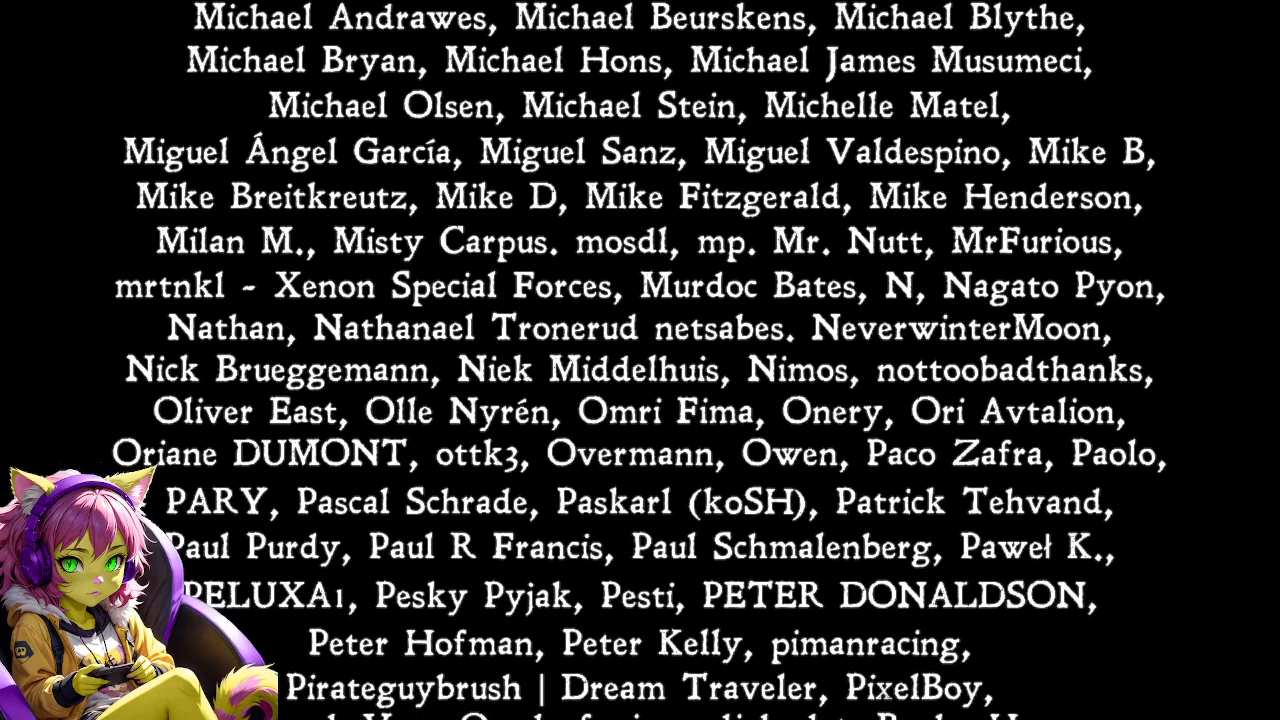 Michael Andrawes, Michael Beurskens, Michael Blythe,
Michael Bryan, Michael Hons, Michael James Musumeci,
Michael Olsen, Michael Stein, Michelle Matel,
Miguel Ángel García, Miguel Sanz, Miguel Valdespino, Mike B,
Mike Breitkreutz, Mike D, Mike Fitzgerald, Mike Henderson,
Milan M., Misty Carpus. mosdl, mp. Mr. Nutt, MrFurious,
mrtnkl - Xenon Special Forces, Murdoc Bates, N, Nagato Pyon,
Nathan, Nathanael Tronerud netsabes. NeverwinterMoon,
Nick Brueggemann, Niek Middelhuis, Nimos, nottoobadthanks,
Oliver East, Olle Nyrén, Omri Fima, Onery, Ori Avtalion,
Oriane DUMONT, ottk3, Overmann, Owen, Paco Zafra, Paolo,
PARY, Pascal Schrade, Paskarl (koSH), Patrick Tehvand,
Paul Purdy, Paul R Francis, Paul Schmalenberg, Paweł K.,
PELUXA1, Pesky Pyjak, Pesti, PETER DONALDSON,
Peter Hofman, Peter Kelly, pimanracing,
Pirateguybrush | Dream Traveler, PixelBoy,